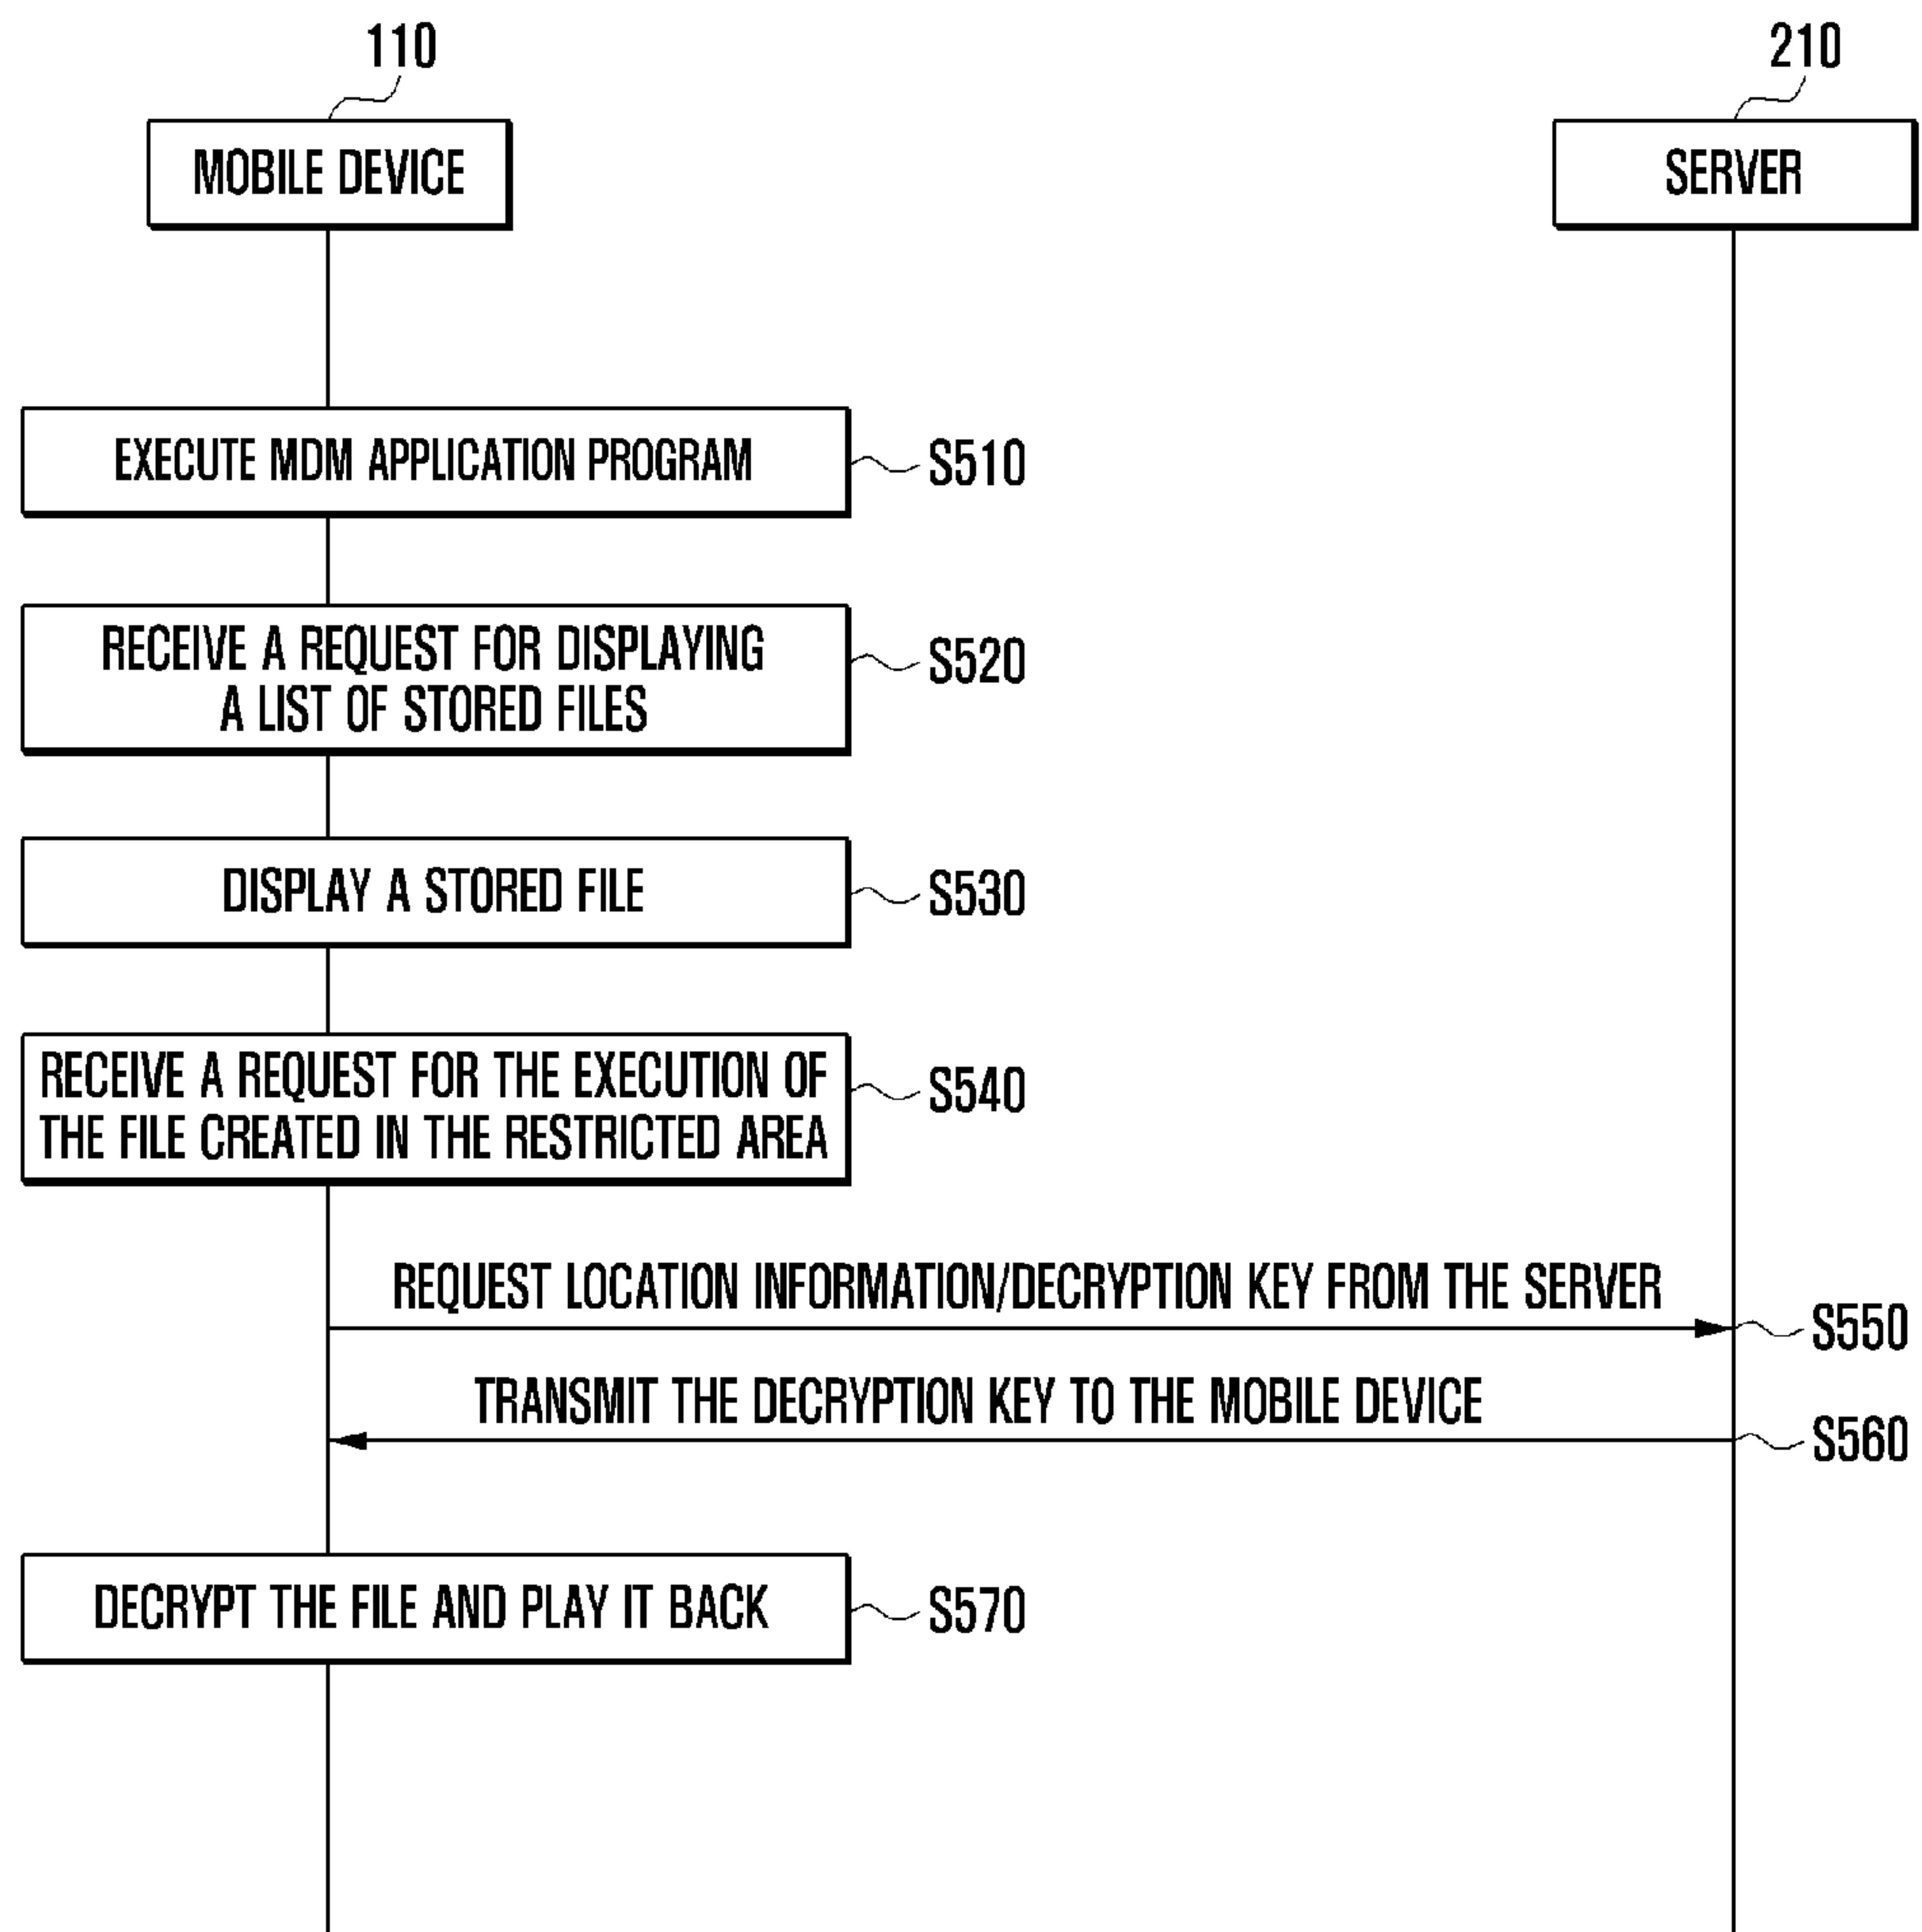 110
210
MOBILE DEVICE
SERVER
EXECUTE MDM APPLICATION PROGRAM
S510
RECEIVE A REQUEST FOR DISPLAYING
A LIST OF STORED FILES
S520
DISPLAY A STORED FILE
S530
RECEIVE A REQUEST FOR THE EXECUTION OF
THE FILE CREATED IN THE RESTRICTED AREA
S540
REQUEST LOCATION INFORMATION/DECRYPTION KEY FROM THE SERVER
S550
TRANSMIT THE DECRYPTION KEY TO THE MOBILE DEVICE
S560
DECRYPT THE FILE AND PLAY IT BACK
S570